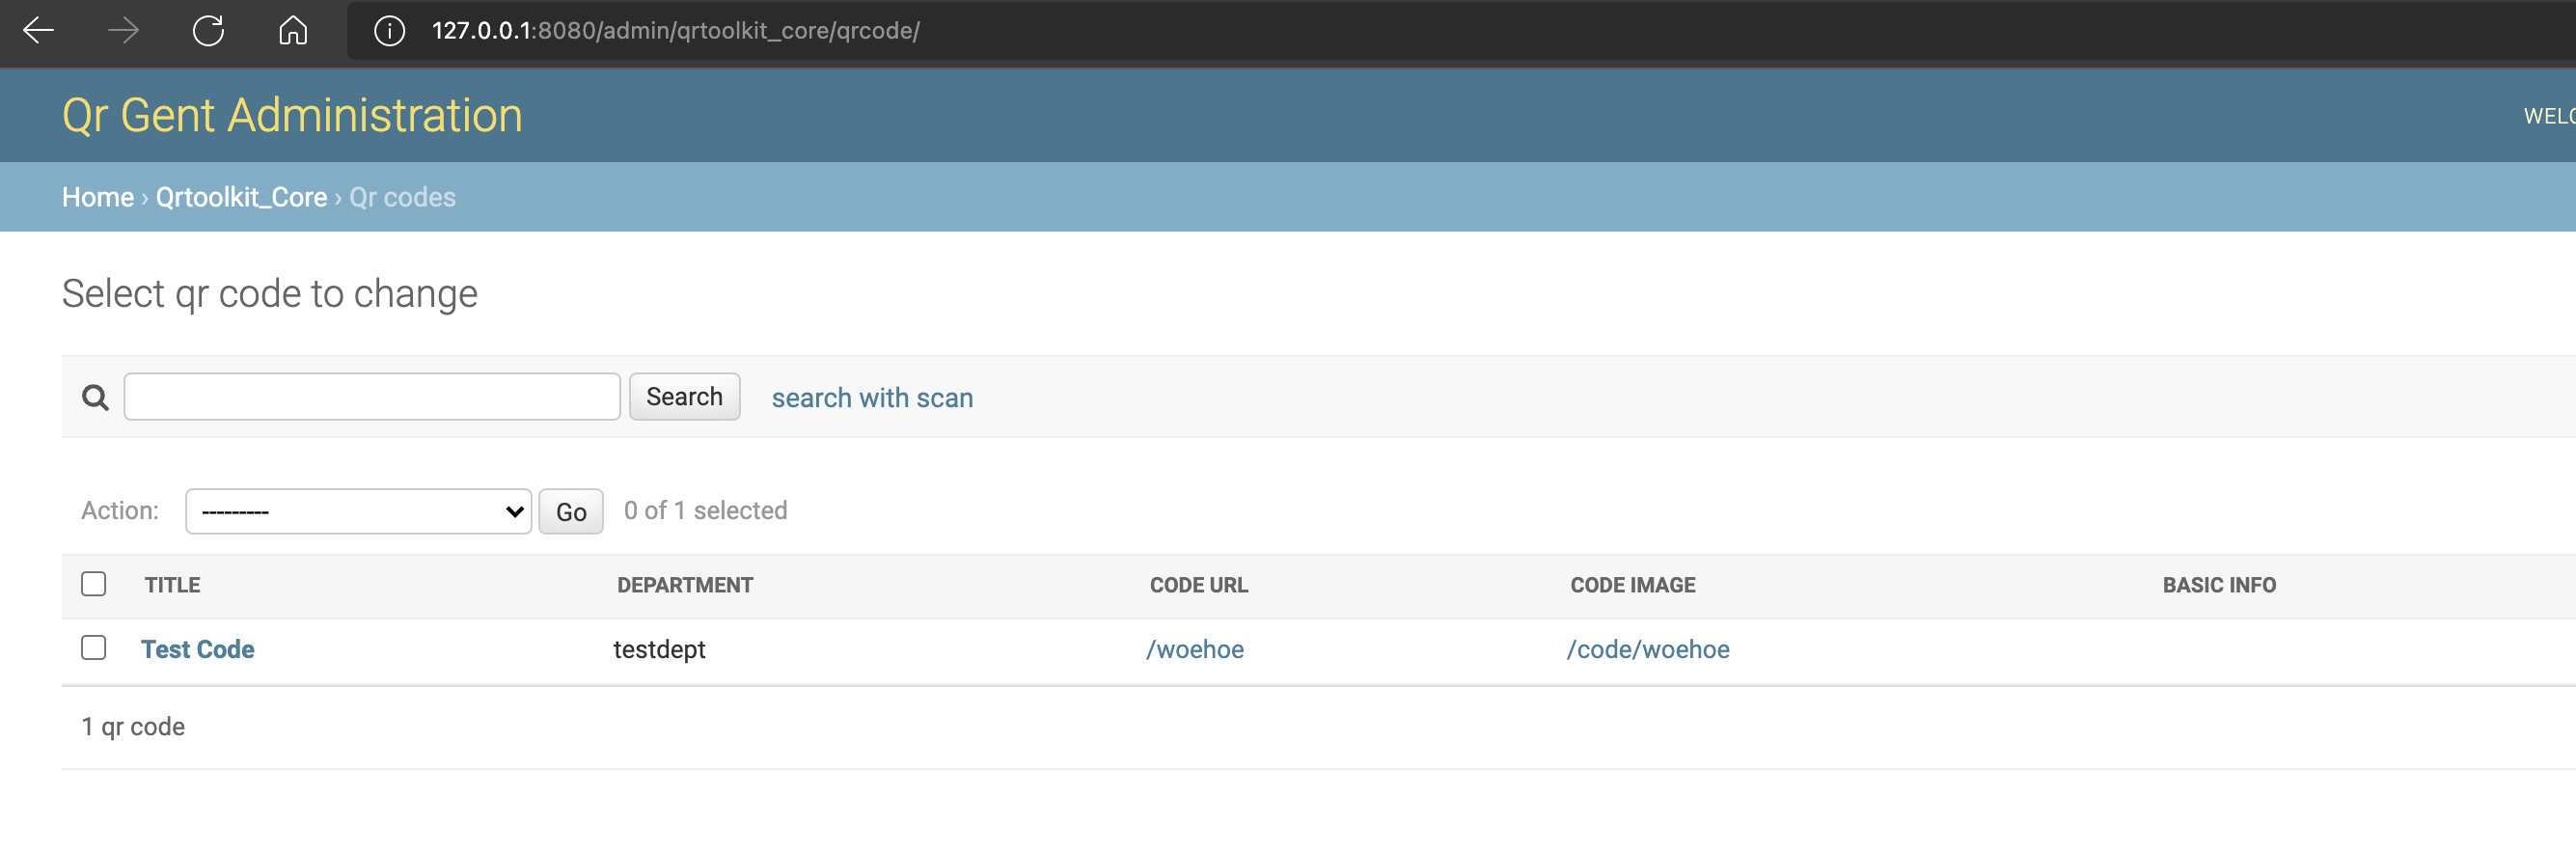 127.0.0.1:8080/admin/qrtoolkit_core/qrcode/
Qr Gent Administration
WELC
Home › Qrtoolkit_Core › Qr codes
Select qr code to change
Search search with scan
Action: --------- Go 0 of 1 selected
TITLE DEPARTMENT CODE URL CODE IMAGE BASIC INFO
Test Code testdept /woehoe /code/woehoe
1 qr code